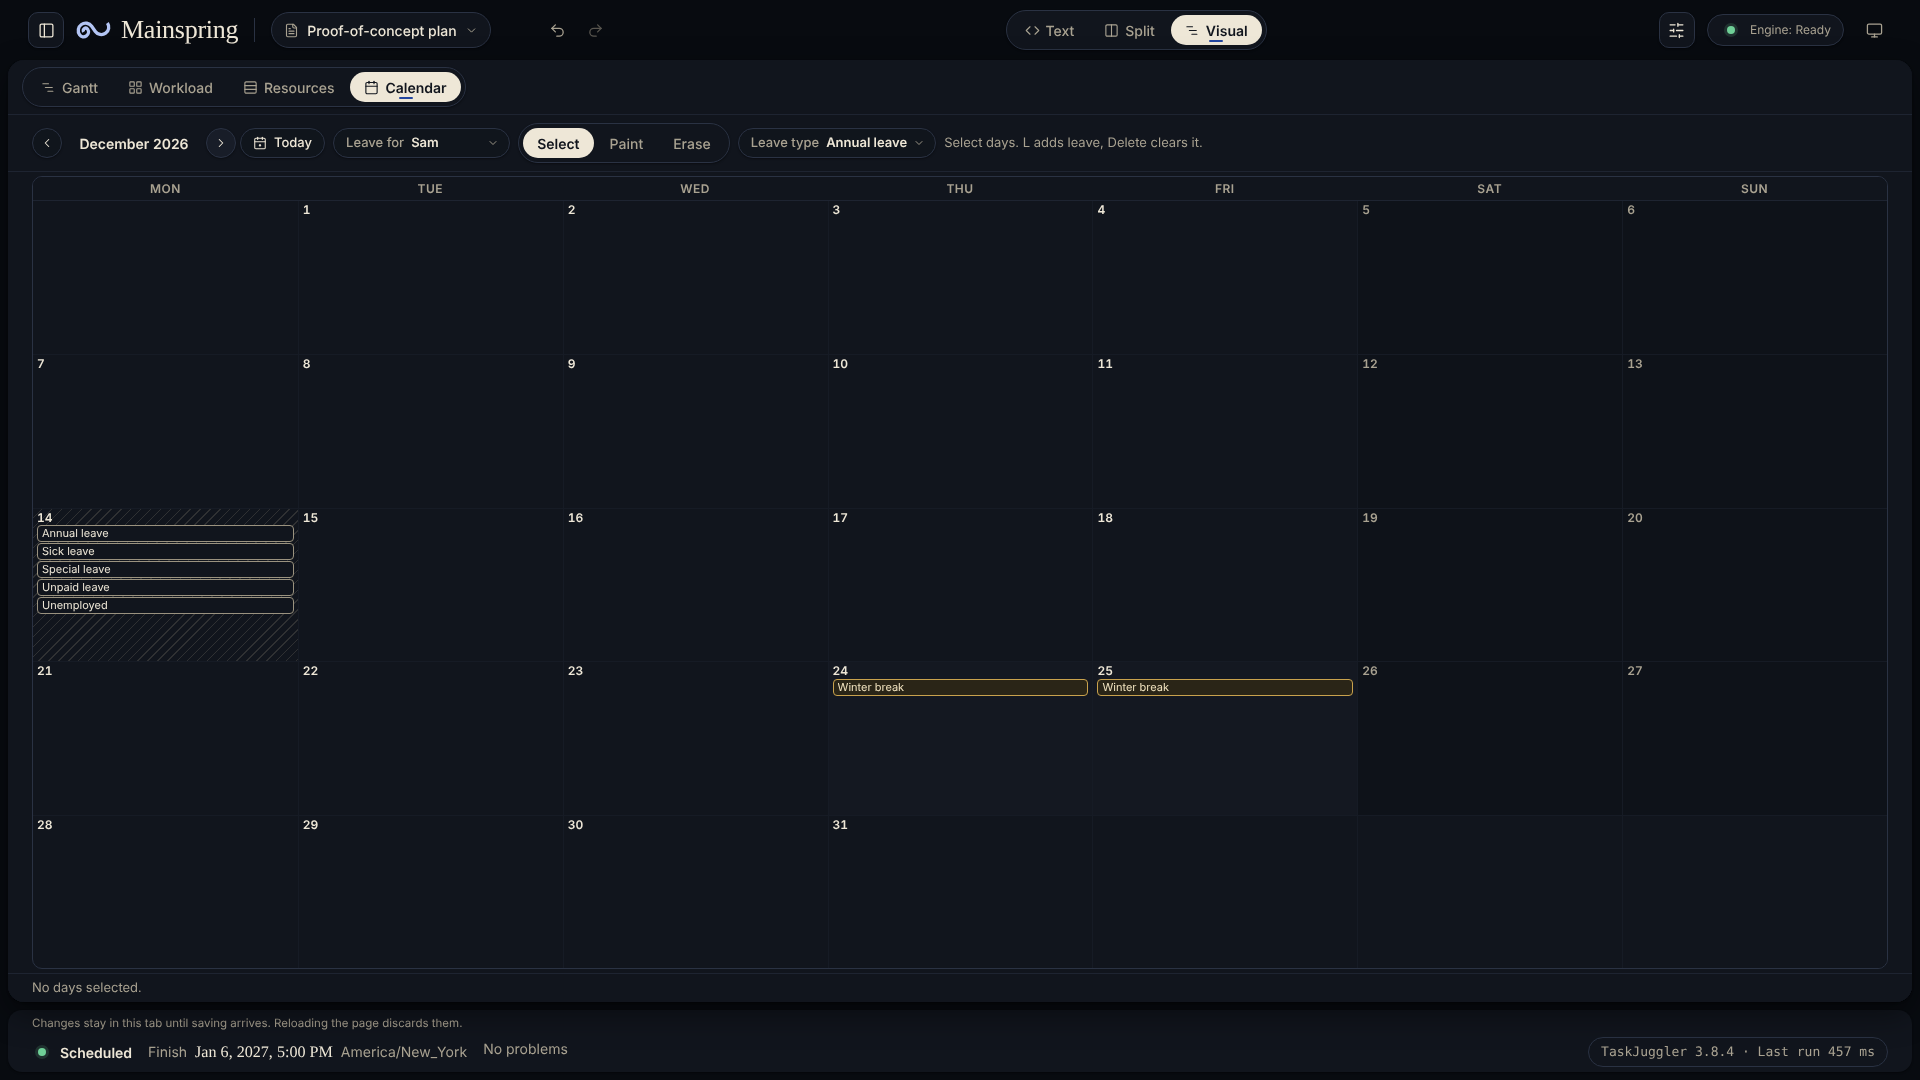 Mainspring
Proof-of-concept plan
Text
Split
Visual
Engine: Ready
Gantt
Workload
Resources
Calendar
December 2026
Today
Leave for Sam
Select
Paint
Erase
Leave type Annual leave
Select days. L adds leave, Delete clears it.
MON TUE WED THU FRI SAT SUN
1 2 3 4 5 6
7 8 9 10 11 12 13
14 15 16 17 18 19 20
Annual leave
Sick leave
Special leave
Unpaid leave
Unemployed
21 22 23 24 25 26 27
Winter break Winter break
28 29 30 31
No days selected.
Changes stay in this tab until saving arrives. Reloading the page discards them.
Scheduled Finish Jan 6, 2027, 5:00 PM America/New_York No problems
TaskJuggler 3.8.4 · Last run 457 ms